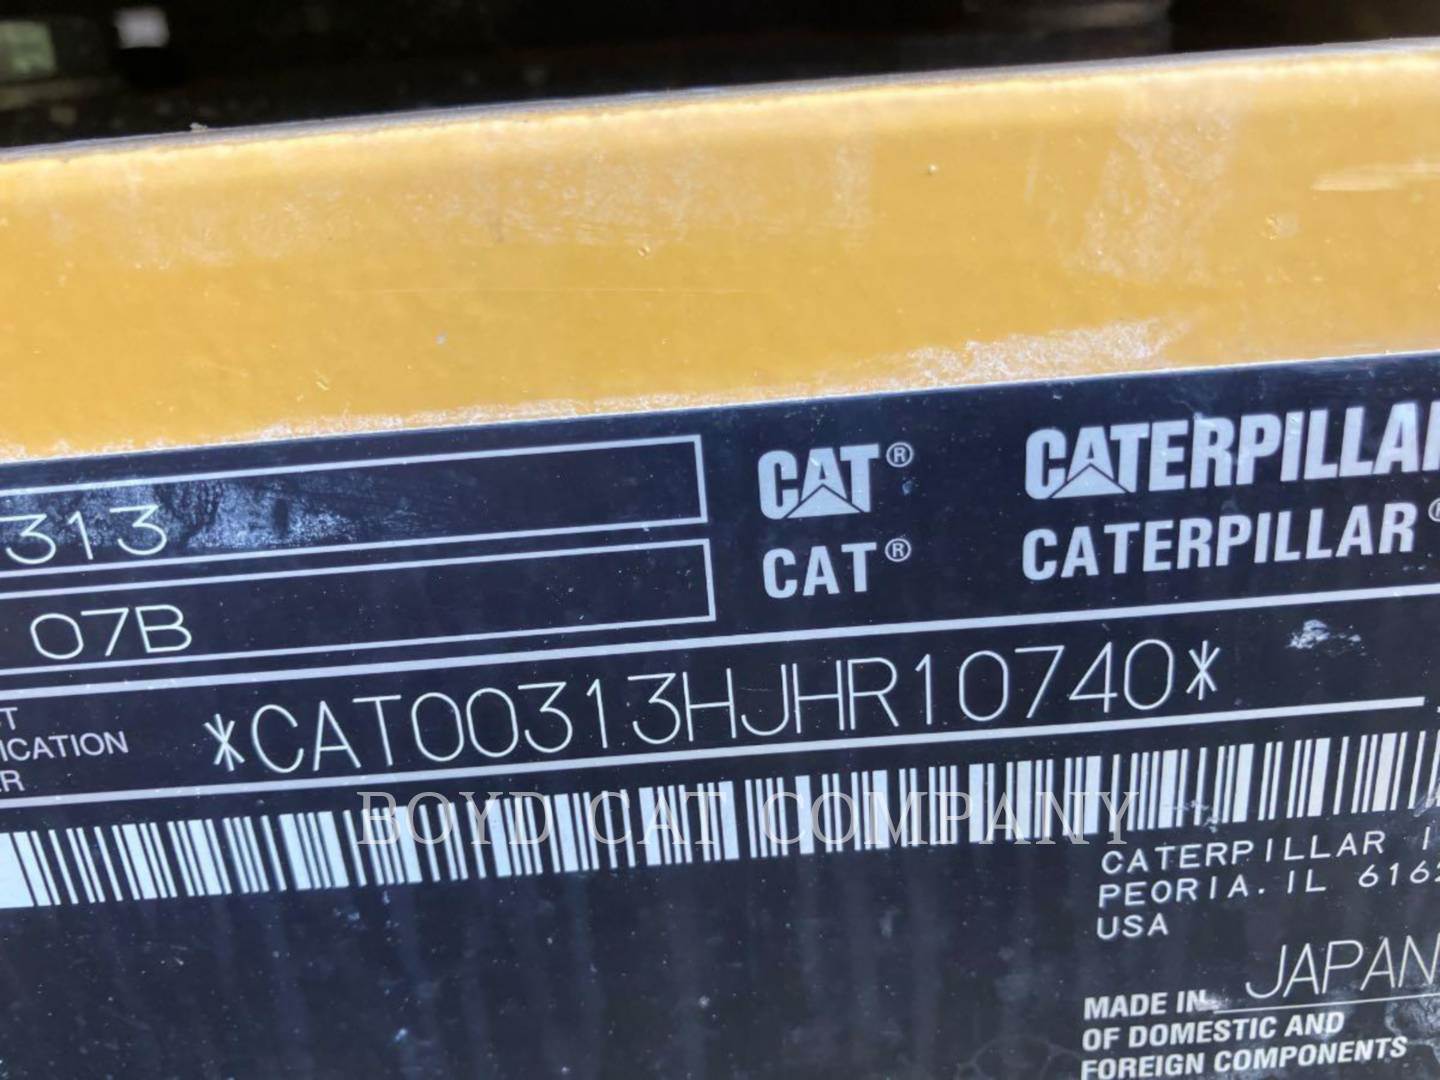 313
CAT®
CATERPILLAR
CAT®
CATERPILLAR®
07B
*CAT00313HJHR10740*
BOYD CAT COMPANY
CATERPILLAR
PEORIA. IL
USA
MADE IN JAPAN
OF DOMESTIC AND
FOREIGN COMPONENTS